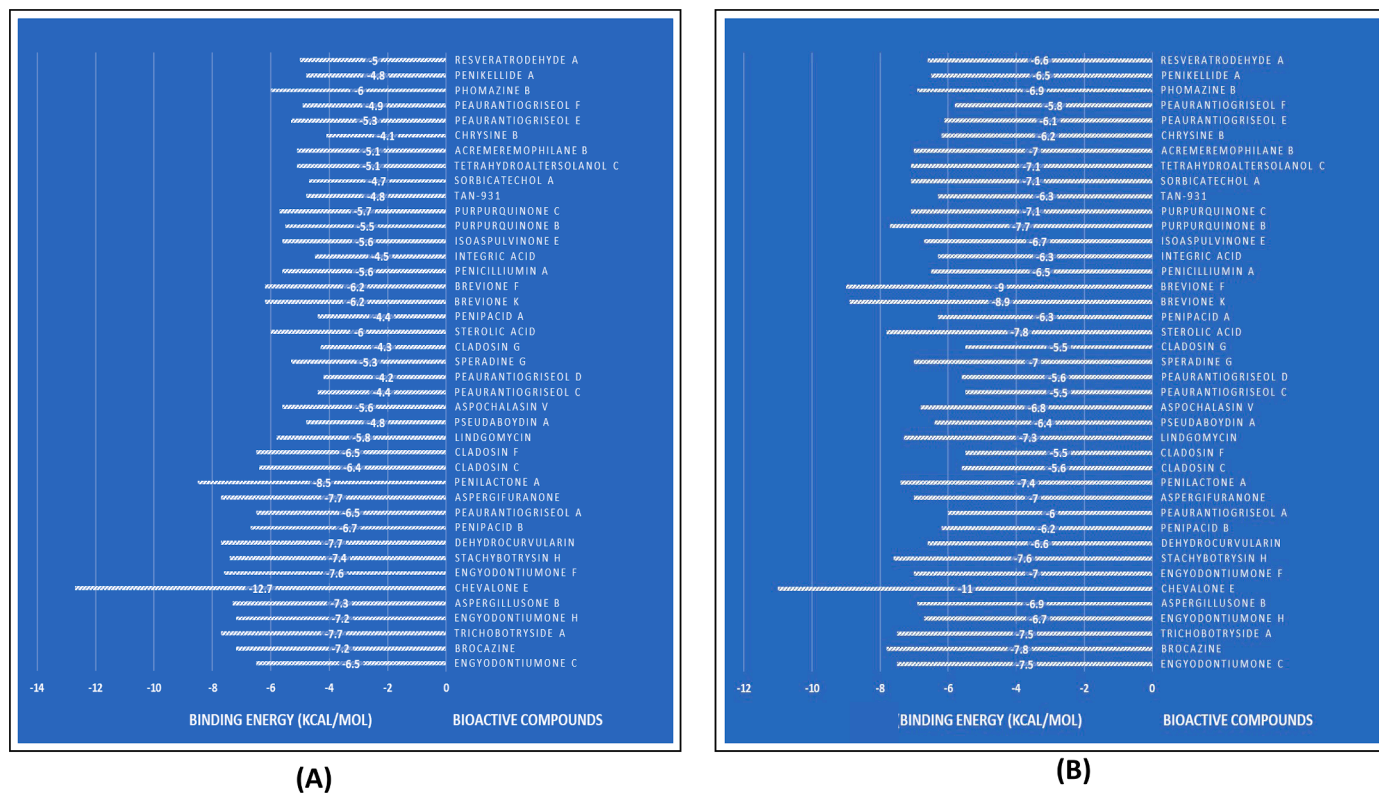 -5 RESVERATRODEHYDE A
-4.8 PENIKELLIDE A
-6 PHOMAZINE B
-4.9 PEAURANTIOGRISEOL F
-5.3 PEAURANTIOGRISEOL E
-4.1 CHRYSINE B
-5.1 ACREMEREMOPHILANE B
-5.1 TETRAHYDROALTERSOLANOL C
-4.7 SORBICATECHOL A
-4.8 TAN-931
-5.7 PURPURQUINONE C
-5.5 PURPURQUINONE B
-5.6 ISOASPULVINONE E
-4.5 INTEGRIC ACID
-5.6 PENICILLIUMIN A
-6.2 BREVIONE F
-6.2 BREVIONE K
-4.4 PENIPACID A
-6 STEROLIC ACID
-4.3 CLADOSIN G
-5.3 SPERADINE G
-4.2 PEAURANTIOGRISEOL D
-4.4 PEAURANTIOGRISEOL C
-5.6 ASPOCHALASIN V
-4.8 PSEUDABOYDIN A
-5.8 LINDGOMYCIN
-6.5 CLADOSIN F
-6.4 CLADOSIN C
-8.5 PENILACTONE A
-7.7 ASPERGIFURANONE
-6.5 PEAURANTIOGRISEOL A
-6.7 PENIPACID B
-7.7 DEHYDROCURVULARIN
-7.4 STACHYBOTRYSIN H
-7.6 ENGYODONTIUMONE F
-12.7 CHEVALONE E
-7.3 ASPERGILLUSONE B
-7.2 ENGYODONTIUMONE H
-7.7 TRICHOBOTRYSIDE A
-7.2 BROCAZINE
-6.5 ENGYODONTIUMONE C
-14 -12 -10 -8 -6 -4 -2 0
BINDING ENERGY (KCAL/MOL) BIOACTIVE COMPOUNDS
(A)
-6.6 RESVERATRODEHYDE A
-6.5 PENIKELLIDE A
-6.9 PHOMAZINE B
-5.8 PEAURANTIOGRISEOL F
-6.1 PEAURANTIOGRISEOL E
-6.2 CHRYSINE B
-7 ACREMEREMOPHILANE B
-7.1 TETRAHYDROALTERSOLANOL C
-7.1 SORBICATECHOL A
-6.3 TAN-931
-7.1 PURPURQUINONE C
-7.7 PURPURQUINONE B
-6.7 ISOASPULVINONE E
-6.3 INTEGRIC ACID
-6.5 PENICILLIUMIN A
-9 BREVIONE F
-8.9 BREVIONE K
-6.3 PENIPACID A
-7.8 STEROLIC ACID
-5.5 CLADOSIN G
-7 SPERADINE G
-5.6 PEAURANTIOGRISEOL D
-5.5 PEAURANTIOGRISEOL C
-6.8 ASPOCHALASIN V
-6.4 PSEUDABOYDIN A
-7.3 LINDGOMYCIN
-5.5 CLADOSIN F
-5.6 CLADOSIN C
-7.4 PENILACTONE A
-7 ASPERGIFURANONE
-6 PEAURANTIOGRISEOL A
-6.2 PENIPACID B
-6.6 DEHYDROCURVULARIN
-7.6 STACHYBOTRYSIN H
-7 ENGYODONTIUMONE F
-11 CHEVALONE E
-6.9 ASPERGILLUSONE B
-6.7 ENGYODONTIUMONE H
-7.5 TRICHOBOTRYSIDE A
-7.8 BROCAZINE
-7.5 ENGYODONTIUMONE C
-12 -10 -8 -6 -4 -2 0
BINDING ENERGY (KCAL/MOL) BIOACTIVE COMPOUNDS
(B)